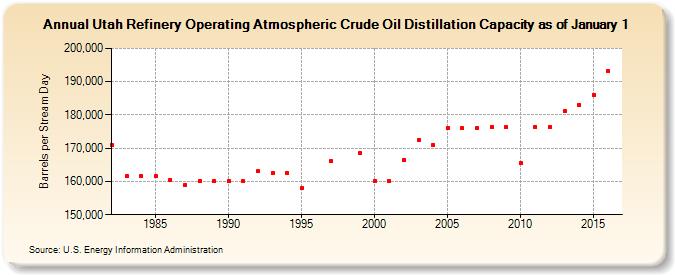 Annual Utah Refinery Operating Atmospheric Crude Oil Distillation Capacity as of January 1
Barrels per Stream Day
200,000
190,000
180,000
170,000
160,000
150,000
1985 1990 1995 2000 2005 2010 2015
Source: U.S. Energy Information Administration